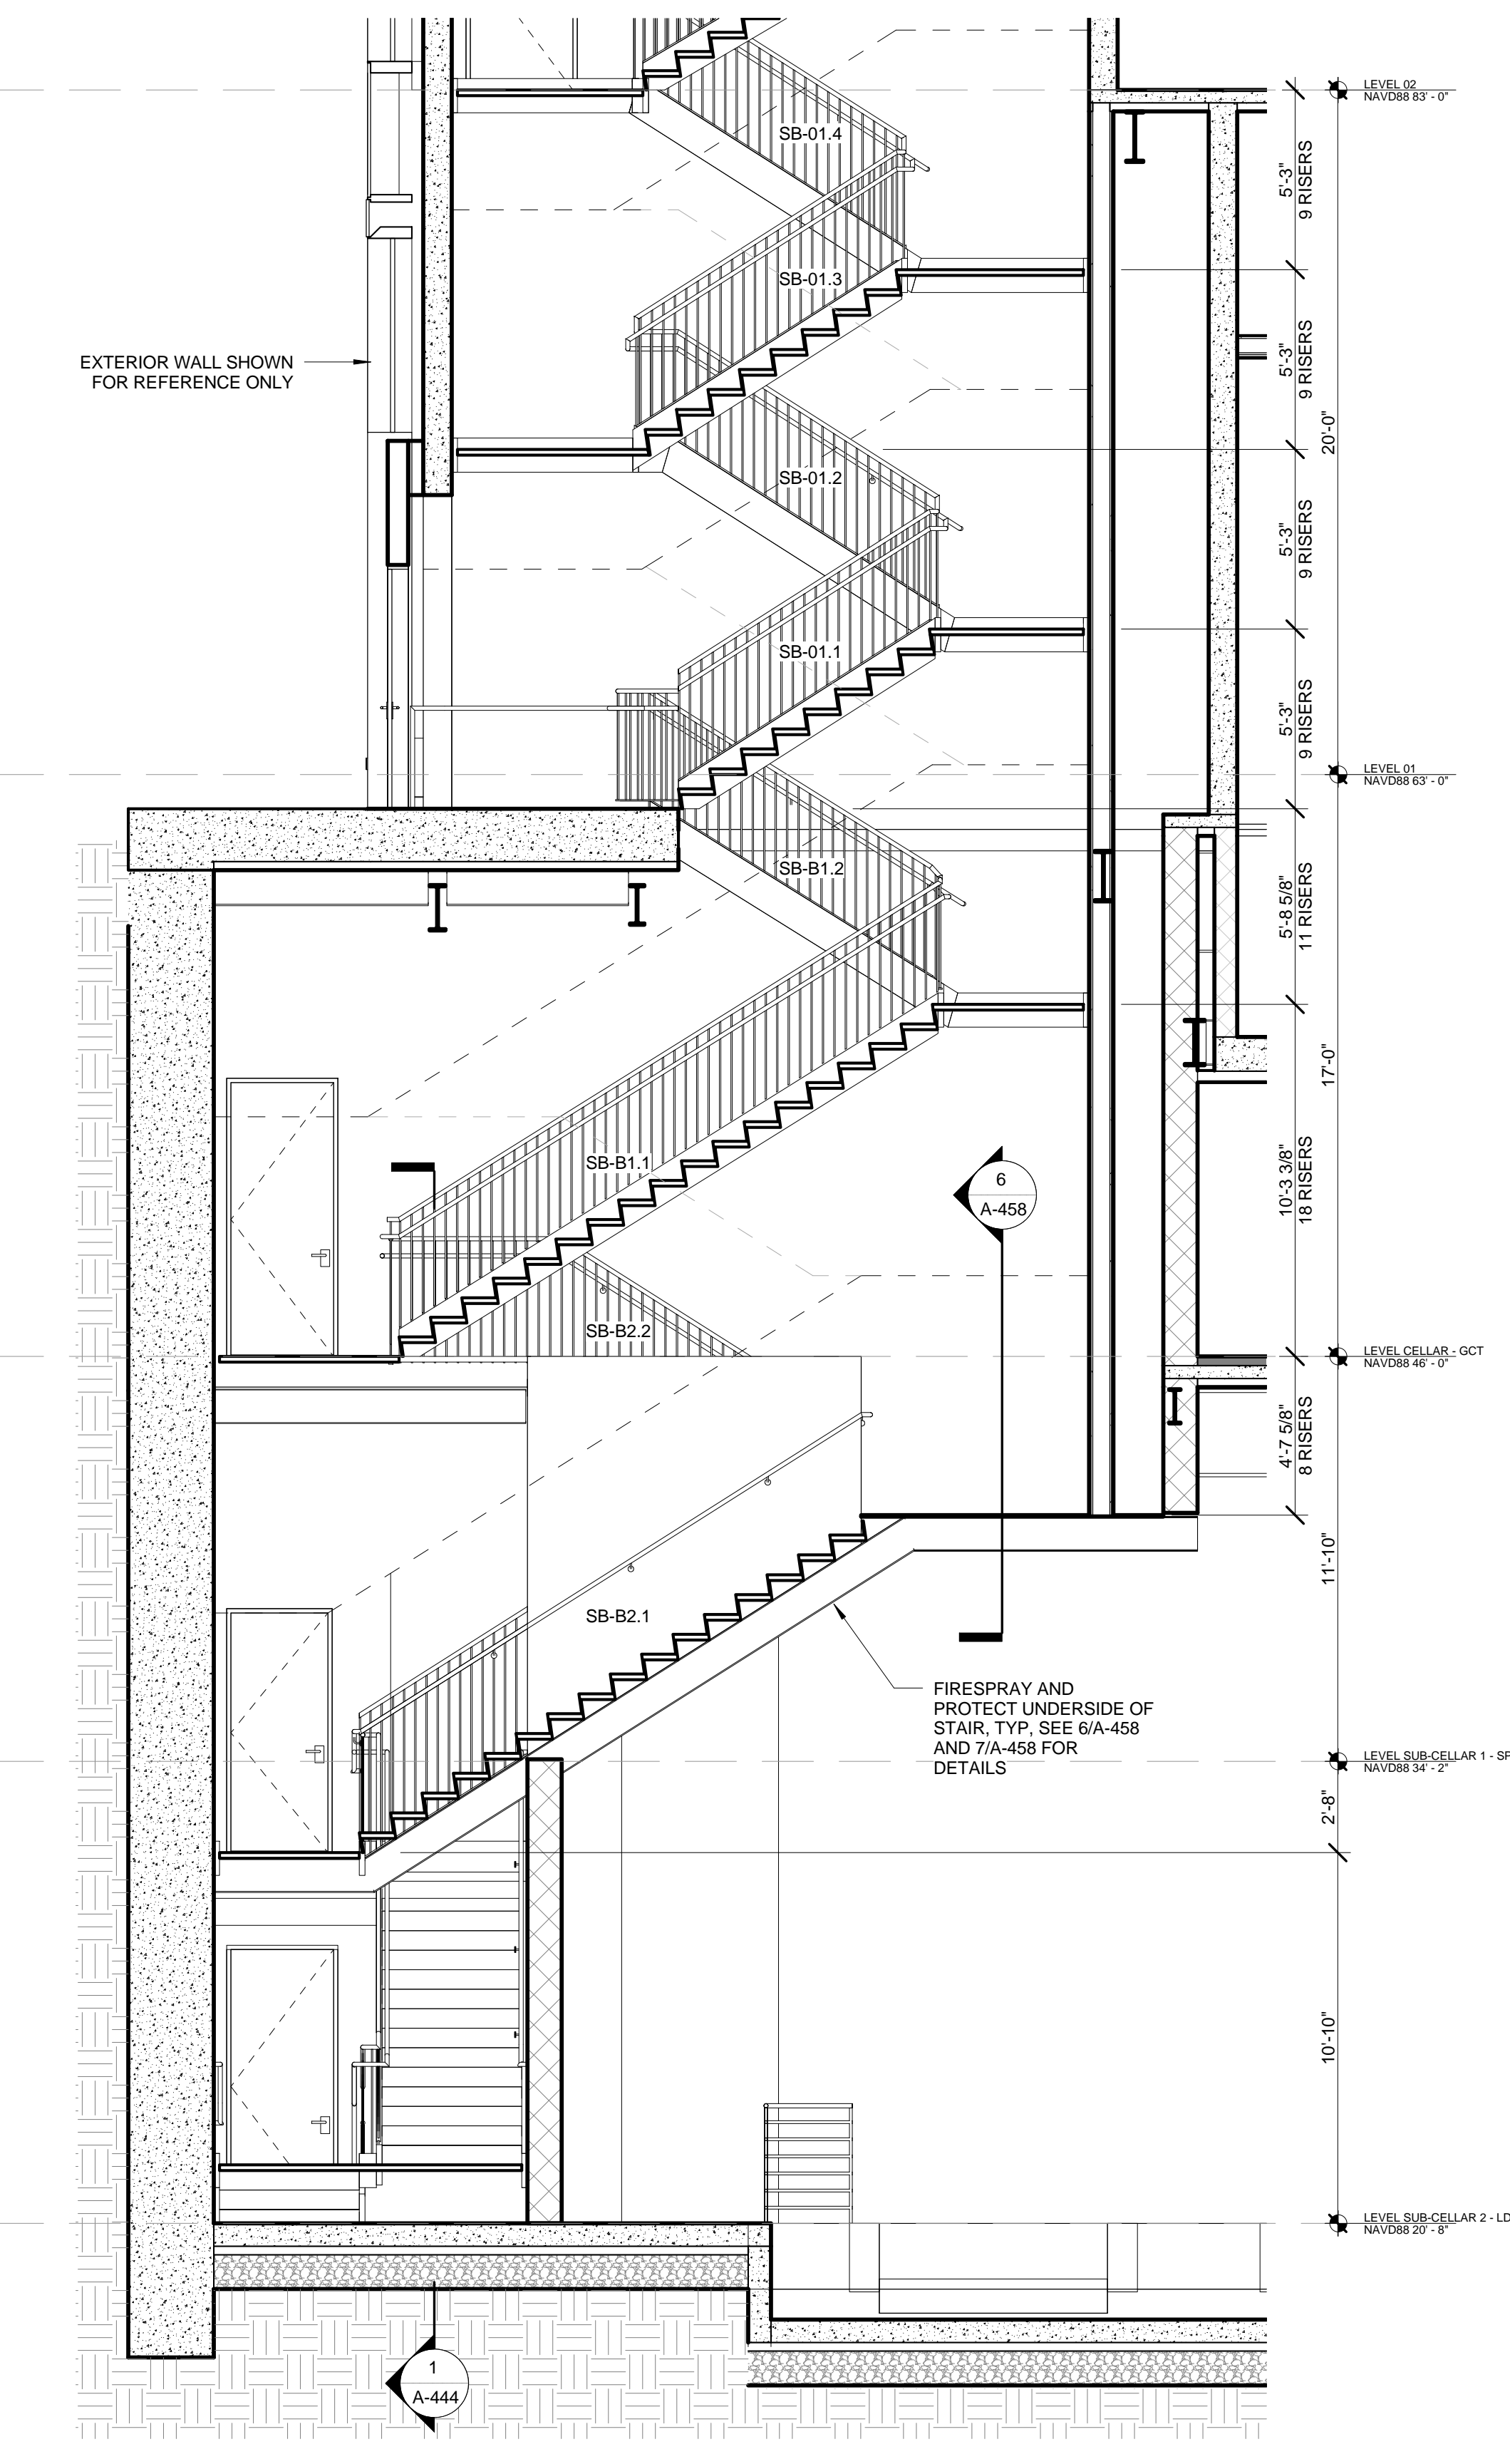 LEVEL 02
NAVD88 83' - 0"
SB-01.4
5'-3"
9 RISERS
SB-01.3
EXTERIOR WALL SHOWN
FOR REFERENCE ONLY
5'-3"
9 RISERS
20'-0"
SB-01.2
5'-3"
9 RISERS
SB-01.1
5'-3"
9 RISERS
LEVEL 01
NAVD88 63' - 0"
SB-B1.2
5'-8 5/8"
11 RISERS
17'-0"
SB-B1.1
6
A-458
10'-3 3/8"
18 RISERS
SB-B2.2
LEVEL CELLAR - GCT
NAVD88 46' - 0"
4'-7 5/8"
8 RISERS
11'-10"
SB-B2.1
FIRESPRAY AND
PROTECT UNDERSIDE OF
STAIR, TYP, SEE 6/A-458
AND 7/A-458 FOR
DETAILS
LEVEL SUB-CELLAR 1 - SF
NAVD88 34' - 2"
2'-8"
10'-10"
LEVEL SUB-CELLAR 2 - LD
NAVD88 20' - 8"
1
A-444